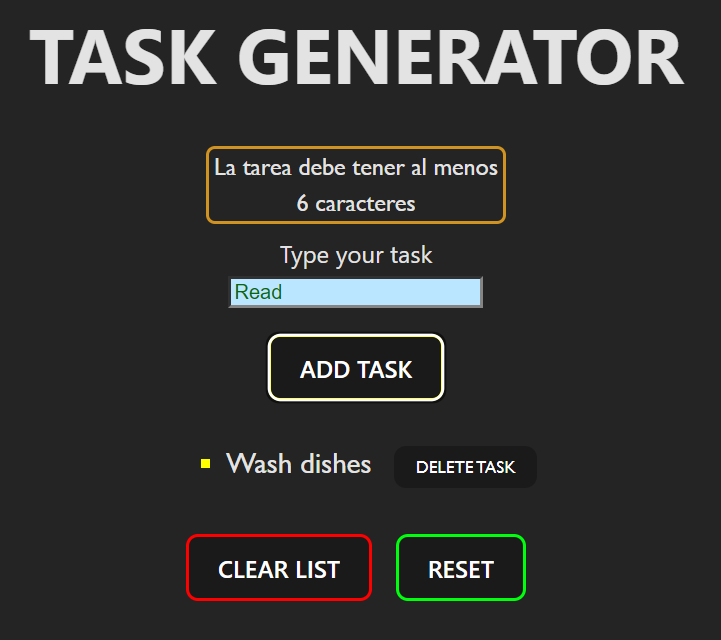 TASK GENERATOR
La tarea debe tener al menos
6 caracteres
Type your task
Read
ADD TASK
Wash dishes DELETE TASK
CLEAR LIST RESET